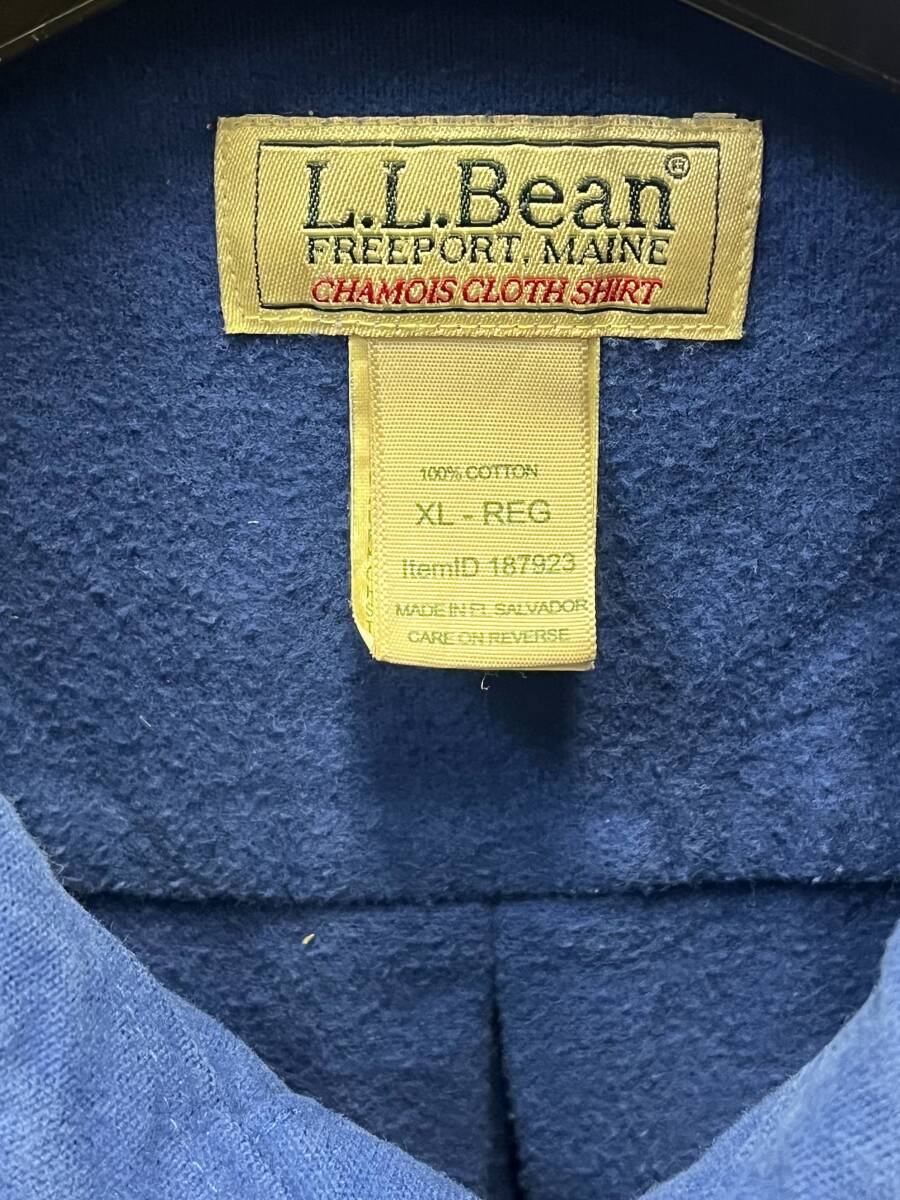 L.L.Bean®
FREEPORT, MAINE
CHAMOIS CLOTH SHIRT
100% COTTON
XL - REG
ItemID 187923
MADE IN EL SALVADOR
CARE ON REVERSE